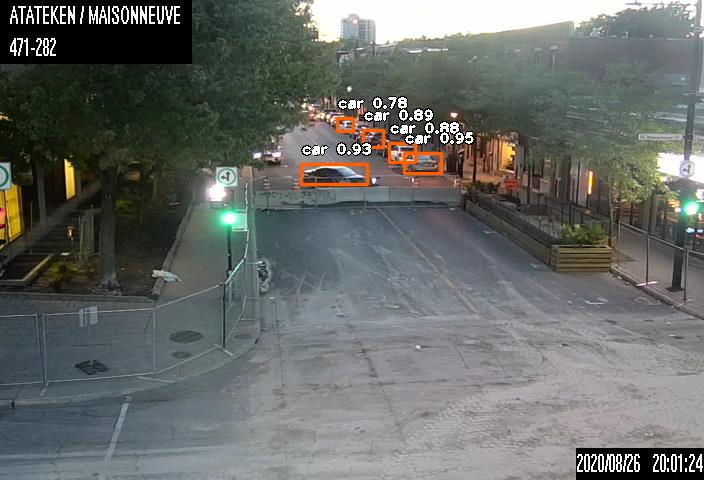 ATATEKEN / MAISONNEUVE
471-282
car 0.78
car 0.89
car 0.88
car 0.95
car 0.93
2020/08/26 20:01:24